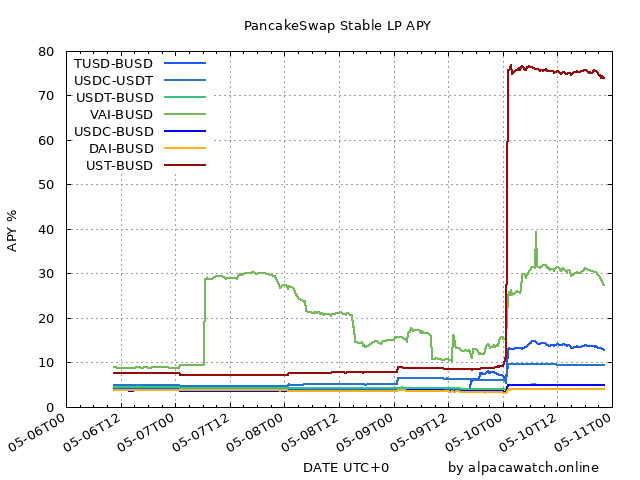 PancakeSwap Stable LP APY
80
70
60
50
40
30
20
10
0
APY %
TUSD-BUSD
USDC-USDT
USDT-BUSD
VAI-BUSD
USDC-BUSD
DAI-BUSD
UST-BUSD
05-06T00
05-06T12
05-07T00
05-07T12
05-08T00
05-08T12
05-09T00
05-09T12
05-10T00
05-10T12
05-11T00
DATE UTC+0
by alpacawatch.online